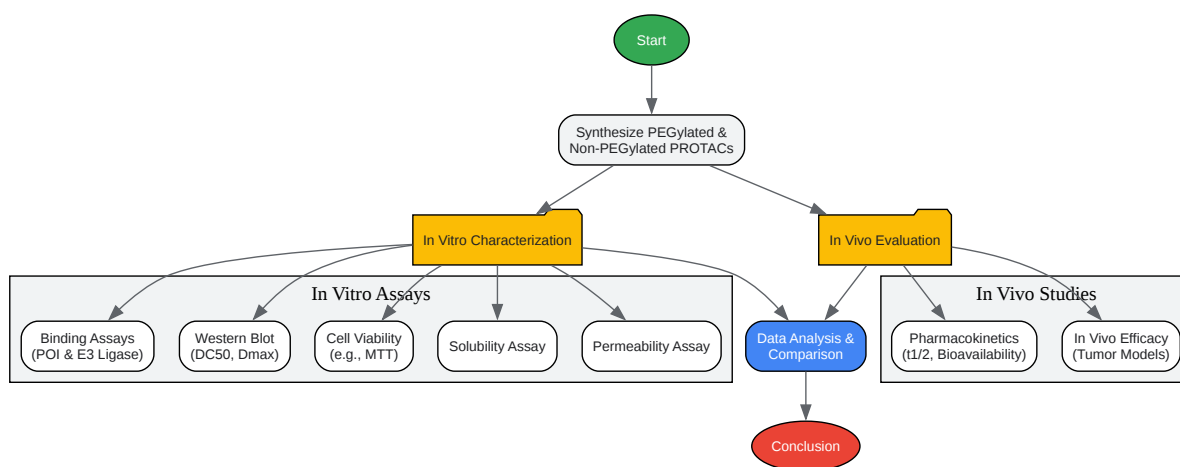 Start
Synthesize PEGylated &
Non-PEGylated PROTACs
In Vitro Characterization
In Vivo Evaluation
In Vitro Assays
In Vivo Studies
Binding Assays
(POI & E3 Ligase)
Western Blot
(DC50, Dmax)
Cell Viability
(e.g., MTT)
Solubility Assay
Permeability Assay
Data Analysis &
Comparison
Pharmacokinetics
(t1/2, Bioavailability)
In Vivo Efficacy
(Tumor Models)
Conclusion